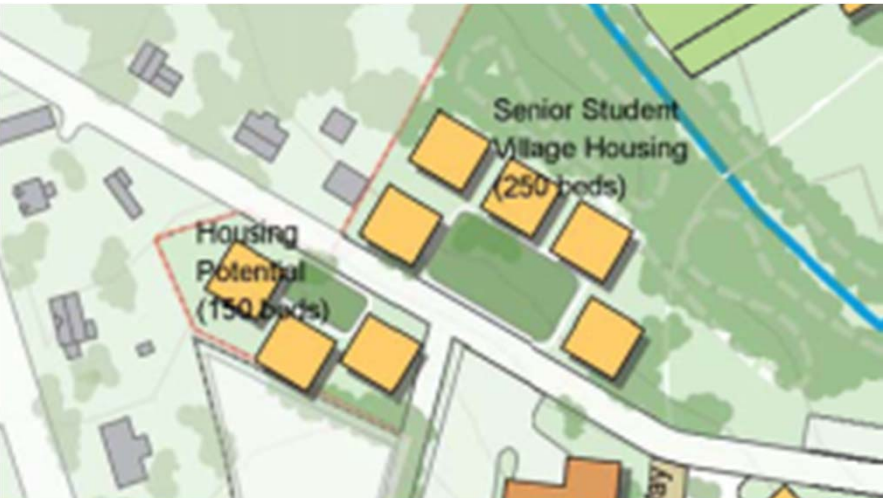 Senior Student
Village Housing
(250 beds)
Housing
Potential
(150 beds)